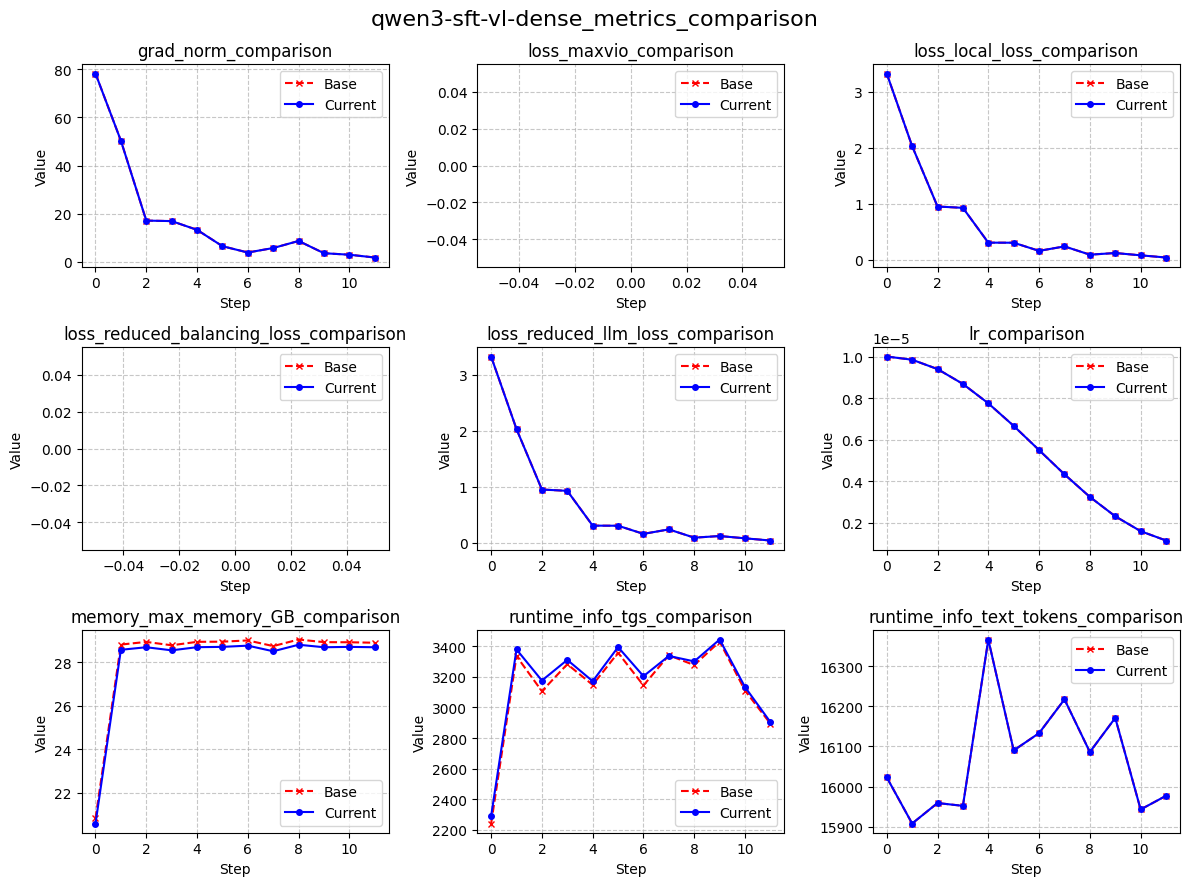 qwen3-sft-vl-dense_metrics_comparison
grad_norm_comparison
80
60
40
20
0
Value
0 2 4 6 8 10
Step
Base
Current
loss_maxvio_comparison
0.04
0.02
0.00
−0.02
−0.04
Value
−0.04 −0.02 0.00 0.02 0.04
Step
Base
Current
loss_local_loss_comparison
3
2
1
0
Value
0 2 4 6 8 10
Step
Base
Current
loss_reduced_balancing_loss_comparison
0.04
0.02
0.00
−0.02
−0.04
Value
−0.04 −0.02 0.00 0.02 0.04
Step
Base
Current
loss_reduced_llm_loss_comparison
3
2
1
0
Value
0 2 4 6 8 10
Step
Base
Current
lr_comparison
1e−5
1.0
0.8
0.6
0.4
0.2
Value
0 2 4 6 8 10
Step
Base
Current
memory_max_memory_GB_comparison
28
26
24
22
Value
0 2 4 6 8 10
Step
Base
Current
runtime_info_tgs_comparison
3400
3200
3000
2800
2600
2400
2200
Value
0 2 4 6 8 10
Step
Base
Current
runtime_info_text_tokens_comparison
16300
16200
16100
16000
15900
Value
0 2 4 6 8 10
Step
Base
Current